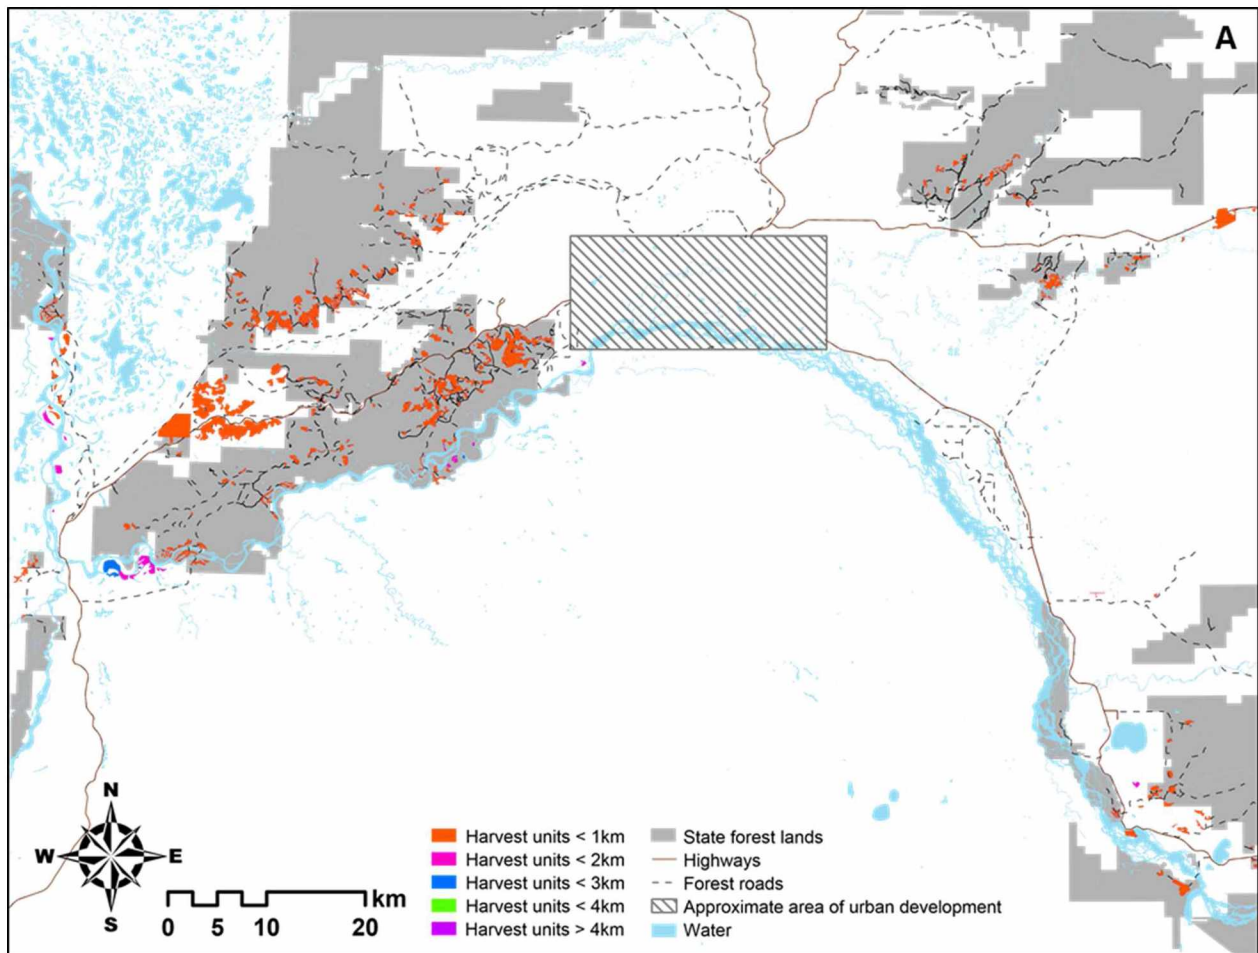 A
N
W E
S
km
0 5 10 20
Harvest units < 1km
Harvest units < 2km
Harvest units < 3km
Harvest units < 4km
Harvest units > 4km
State forest lands
Highways
Forest roads
Approximate area of urban development
Water